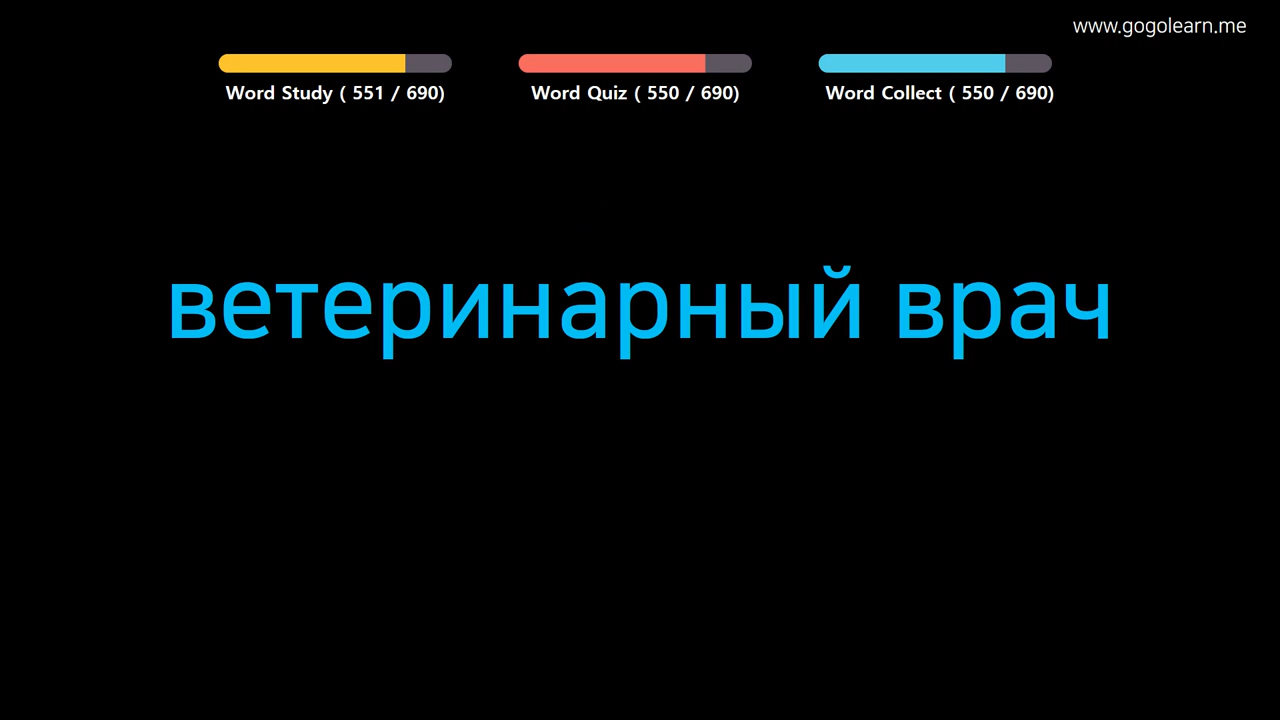 www.gogolearn.me
Word Study ( 551 / 690)
Word Quiz ( 550 / 690)
Word Collect ( 550 / 690)
ветеринарный врач